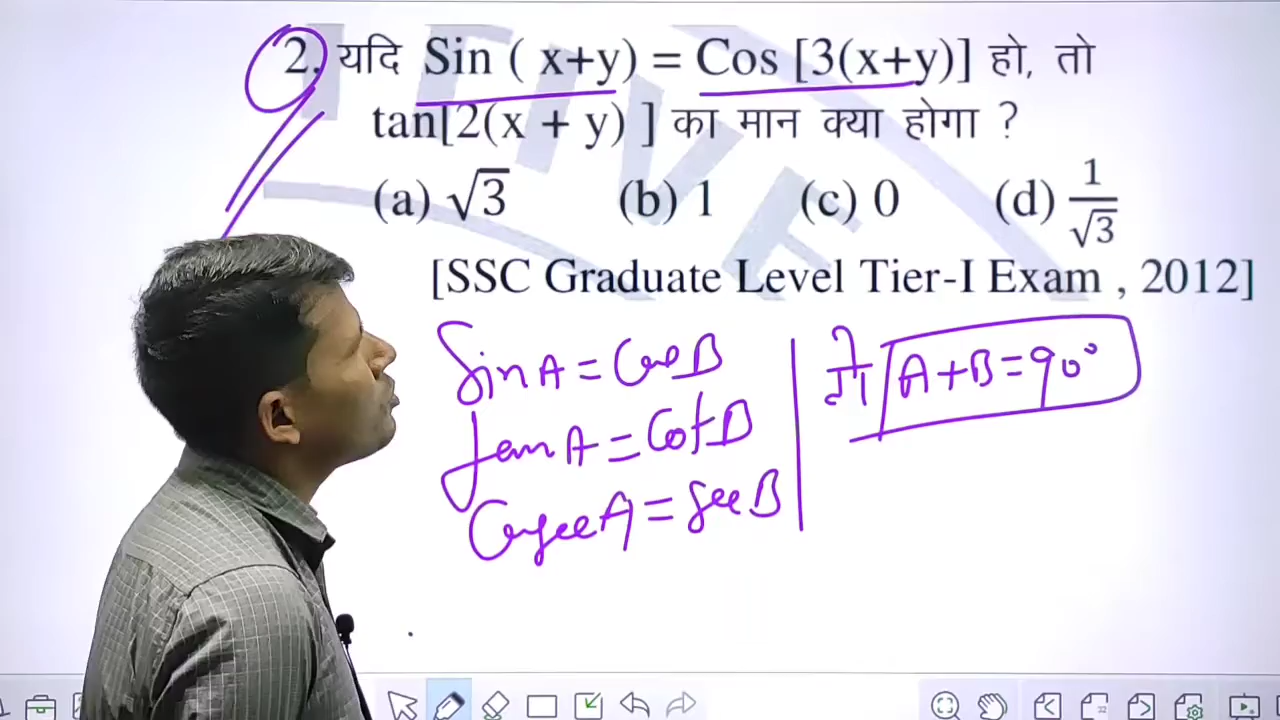 2. यदि Sin ( x+y) = Cos [3(x+y)] हो, तो
tan[2(x + y) ] का मान क्या होगा ?
(a) √3 (b) 1 (c) 0 (d) 1/√3
[SSC Graduate Level Tier-I Exam , 2012]
Sin A = Cos B
tan A = Cot B
Cosec A = Sec B
तो A+B=90°